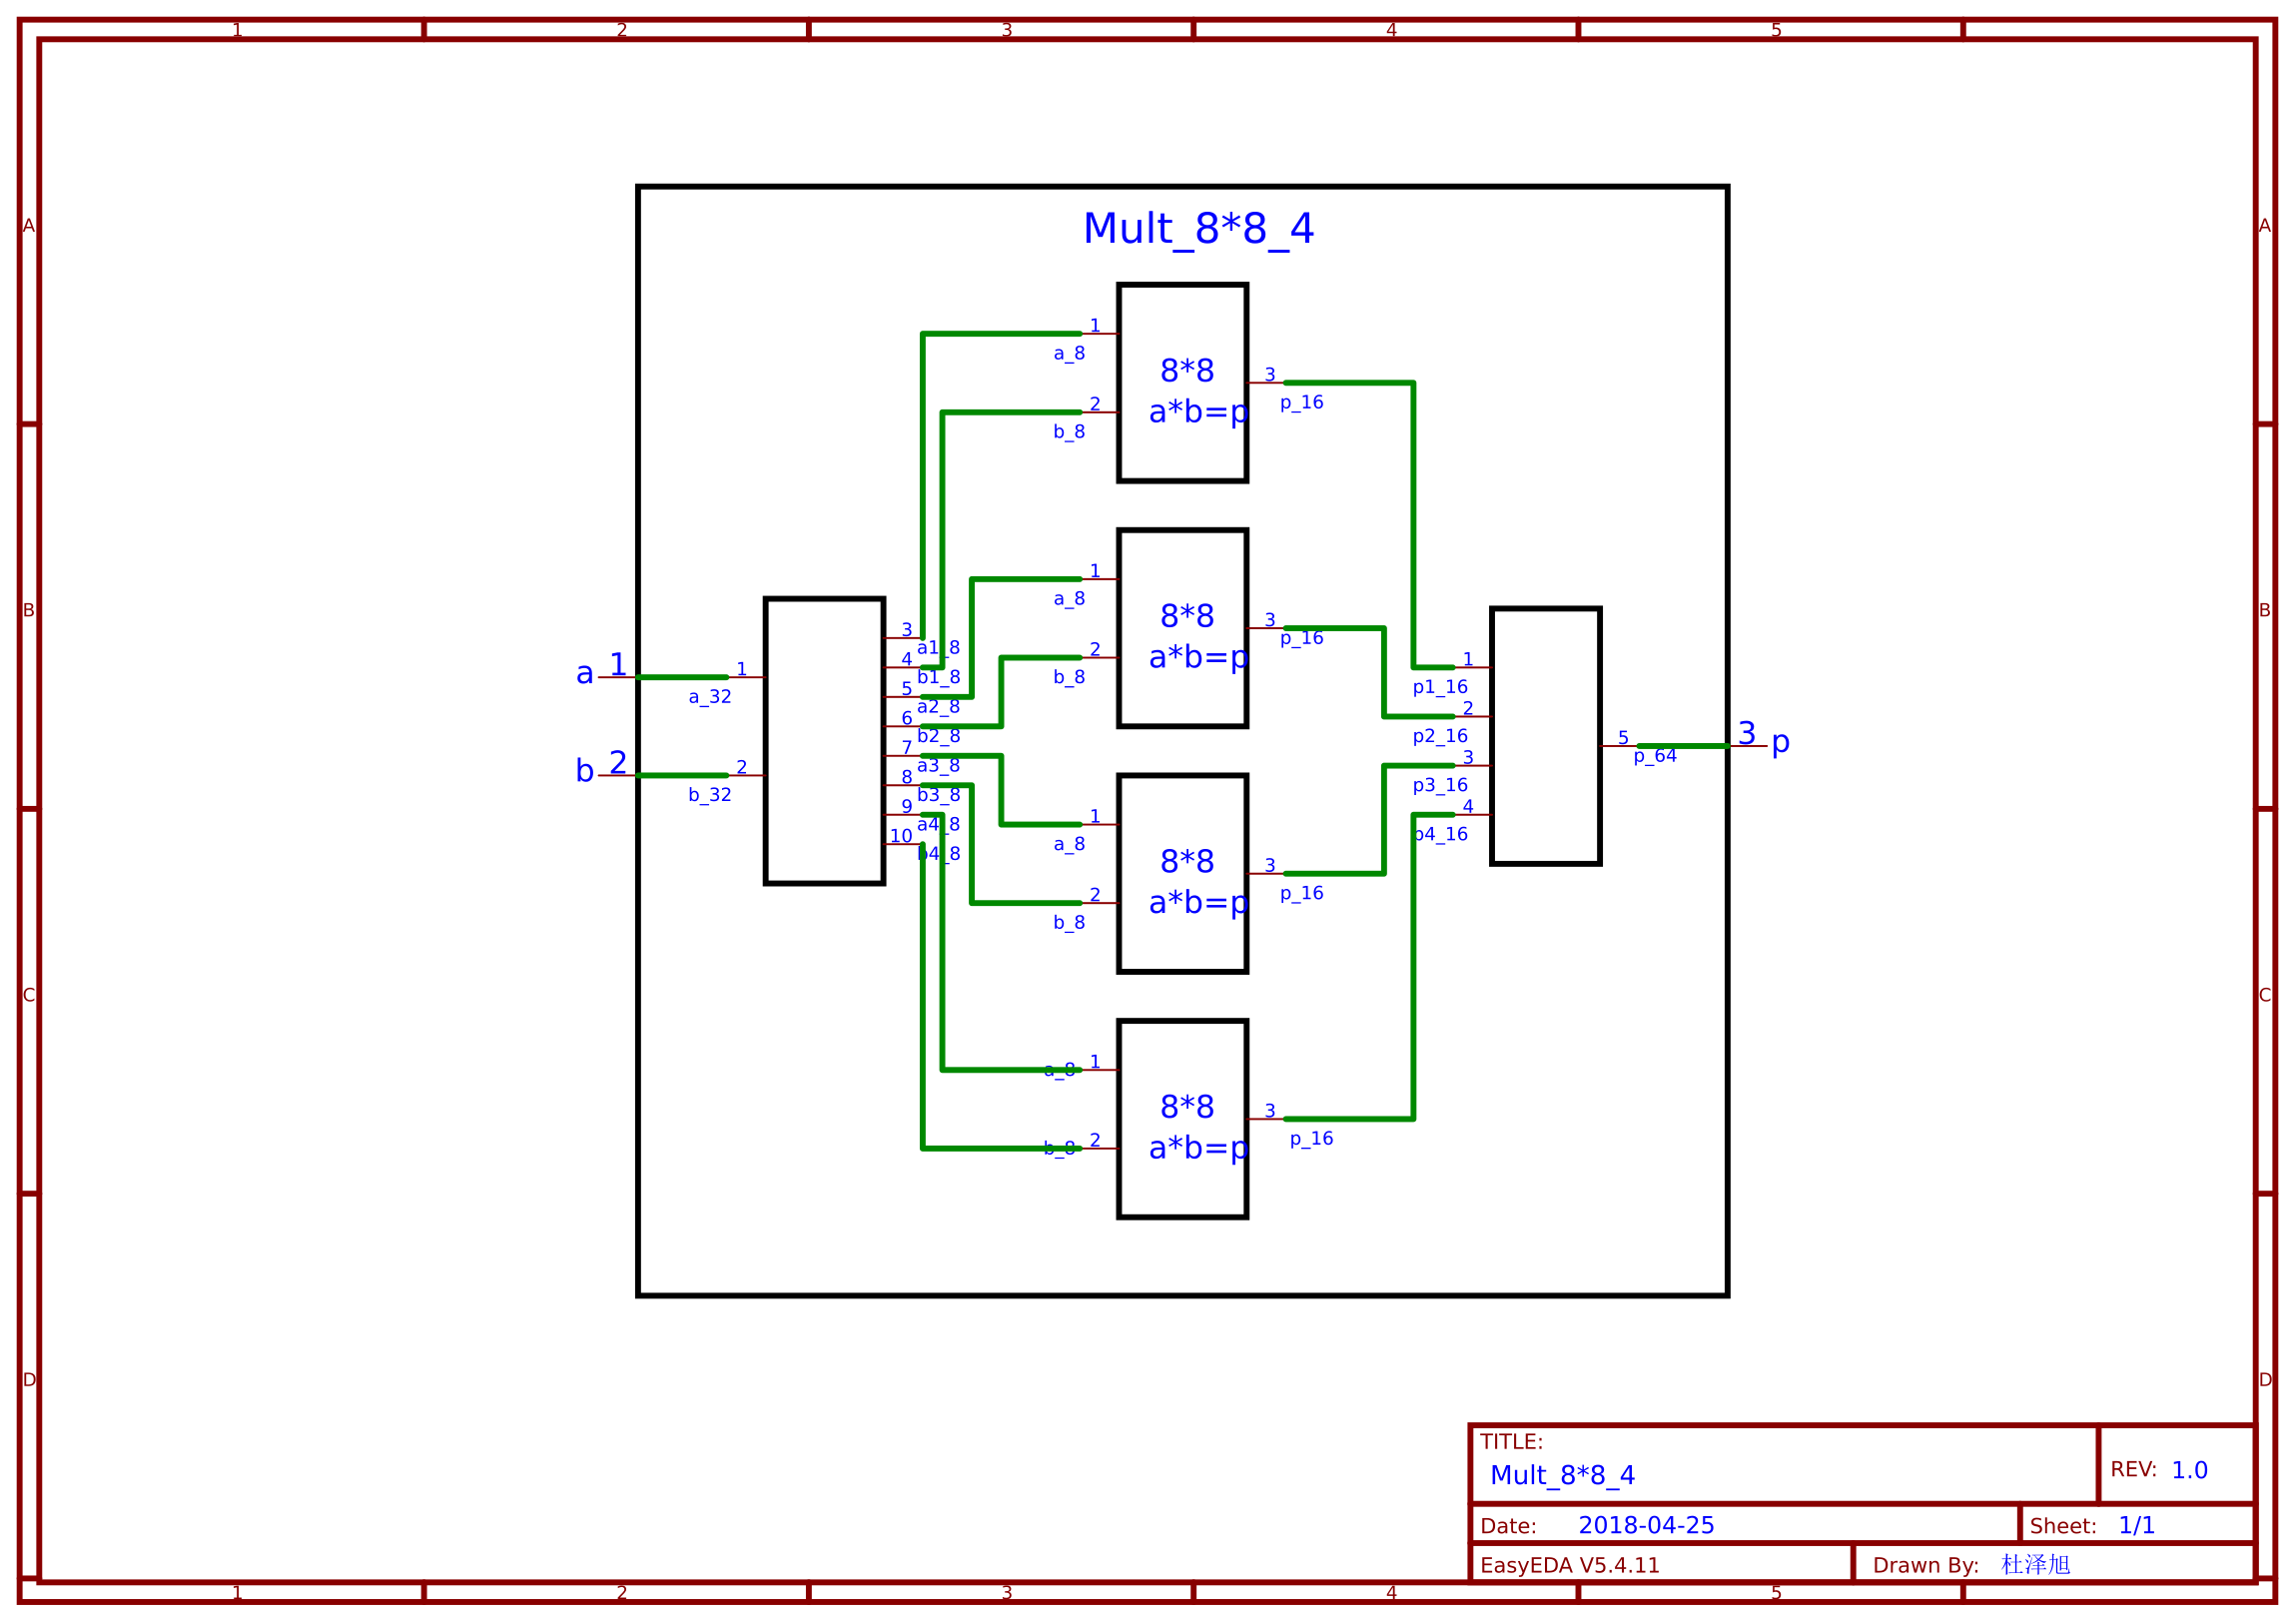 1 2 3 4 5
A A
B B
C C
D D
Mult_8*8_4
1
a_8
2
b_8
8*8
a*b=p
3
p_16
1
a_8
2
b_8
8*8
a*b=p
3
p_16
1
a_8
2
b_8
8*8
a*b=p
3
p_16
1
a_8
2
b_8
8*8
a*b=p
3
p_16
a 1
1
a_32
b 2
2
b_32
3
a1_8
4
b1_8
5
a2_8
6
b2_8
7
a3_8
8
b3_8
9
a4_8
10
b4_8
1
p1_16
2
p2_16
3
p3_16
4
p4_16
5
p_64
3 p
TITLE:
Mult_8*8_4
REV: 1.0
Date: 2018-04-25
Sheet: 1/1
EasyEDA V5.4.11
Drawn By: 杜泽旭
1 2 3 4 5